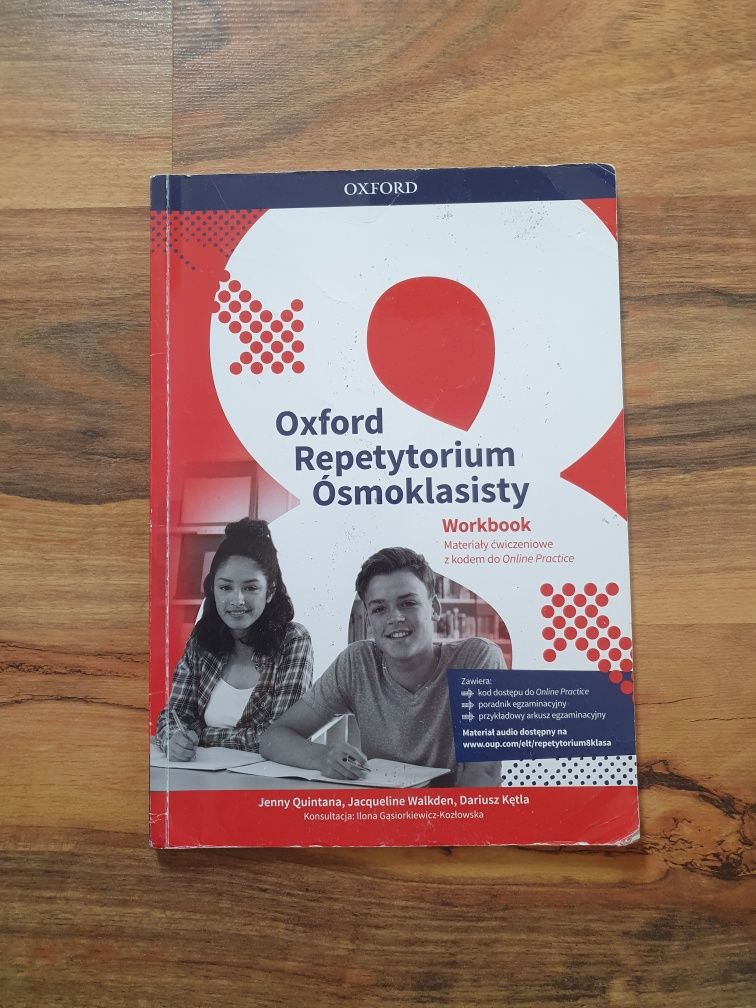 OXFORD
Oxford
Repetytorium
Ósmoklasisty
Workbook
Materiały ćwiczeniowe
z kodem do Online Practice
Zawiera:
kod dostępu do Online Practice
poradnik egzaminacyjny
przykładowy arkusz egzaminacyjny
Materiał audio dostępny na
www.oup.com/elt/repetytorium8klasa
Jenny Quintana, Jacqueline Walkden, Dariusz Kętla
Konsultacja: Ilona Gąsiorkiewicz-Kozłowska